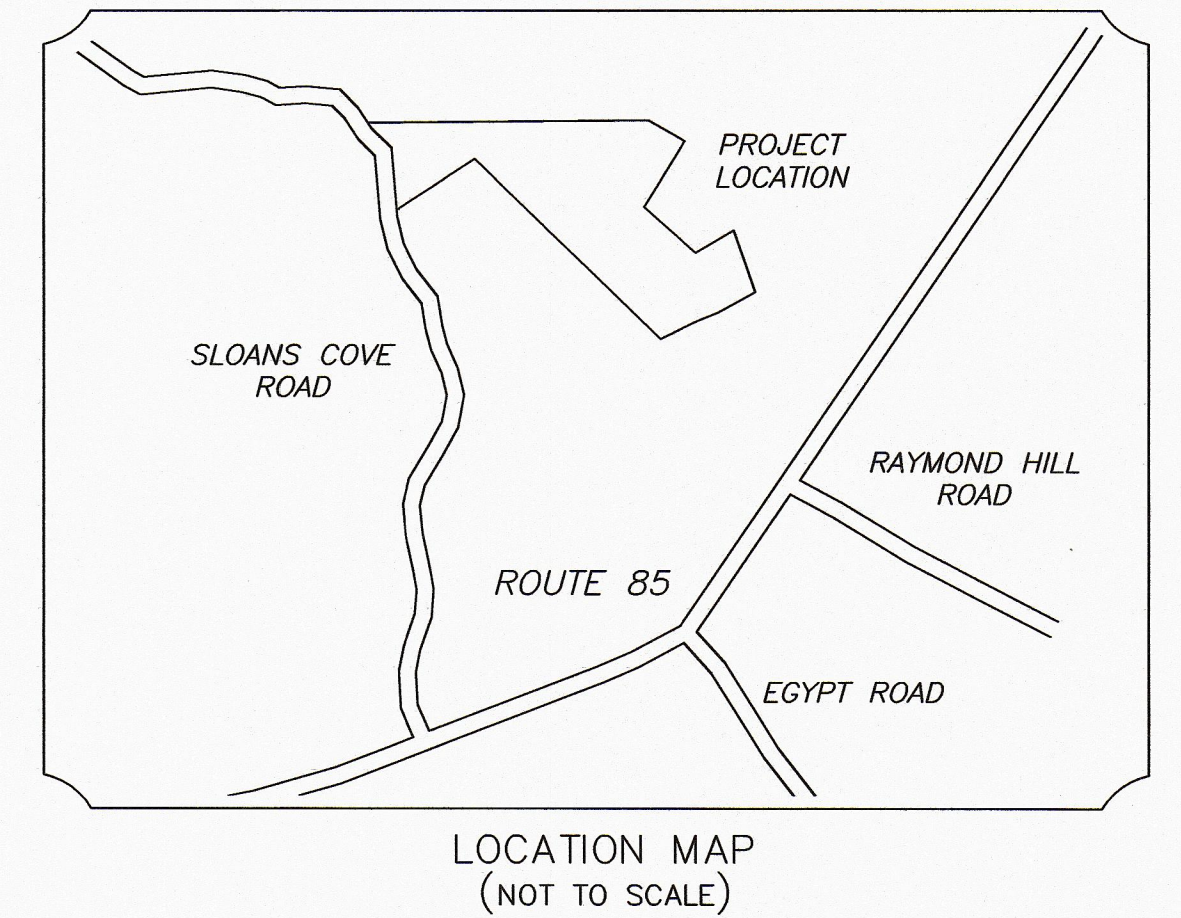 PROJECT
LOCATION
SLOANS COVE
ROAD
RAYMOND HILL
ROAD
ROUTE 85
EGYPT ROAD
LOCATION MAP
(NOT TO SCALE)